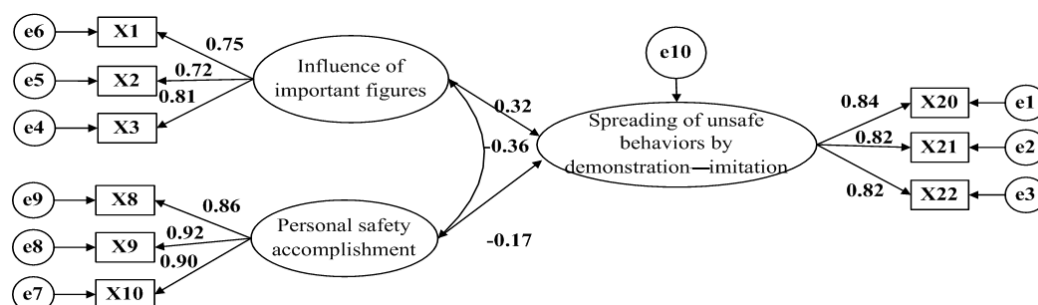 e6
X1
0.75
e5
X2
0.72
e4
X3
0.81
Influence of
important figures
e10
0.32
-0.36
Spreading of unsafe
behaviors by
demonstration—imitation
0.84
X20
e1
0.82
X21
e2
0.82
X22
e3
e9
X8
0.86
e8
X9
0.92
e7
X10
0.90
Personal safety
accomplishment
-0.17